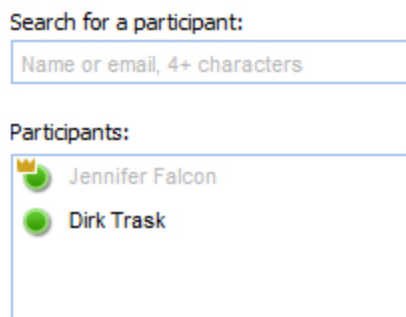 Search for a participant:
Name or email, 4+ characters
Participants:
Jennifer Falcon
Dirk Trask